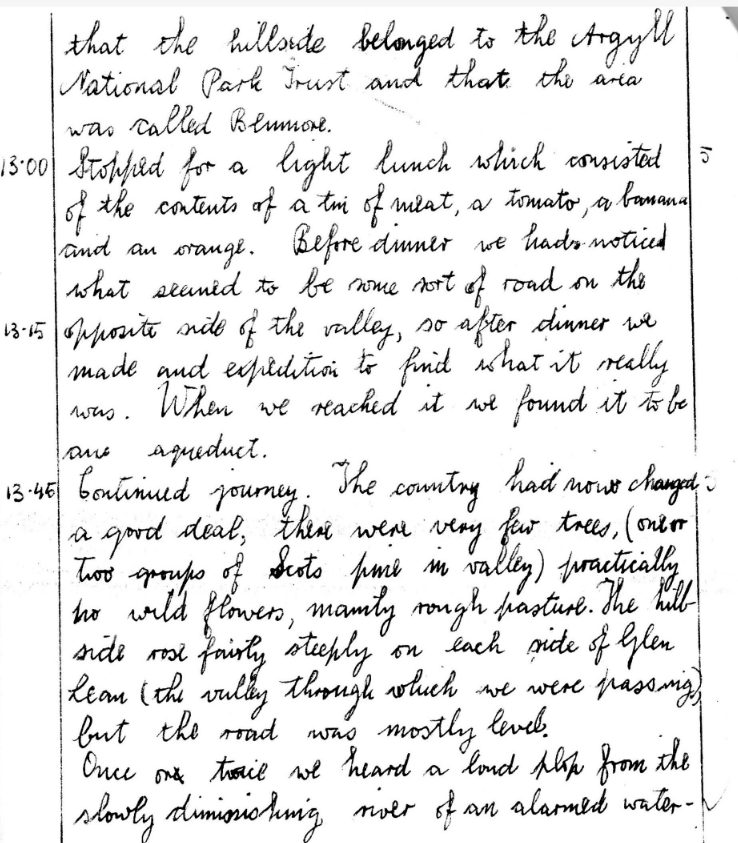 that the hillside belonged to the Argyll
National Park Trust and that the area
was called Benmore.
13·00 Stopped for a light lunch which consisted 5
of the contents of a tin of meat, a tomato, a banana
and an orange. Before dinner we had noticed
what seemed to be some sort of road on the
13·15 opposite side of the valley, so after dinner we
made and expedition to find what it really
was. When we reached it we found it to be
an aqueduct.
13·45 Continued journey. The country had now changed
a good deal, there were very few trees, (one or
two groups of Scots pine in valley) practically
no wild flowers, mainly rough pasture. The hill-
side rose fairly steeply on each side of Glen
Lean (the valley through which we were passing)
but the road was mostly level.
Once or twice we heard a loud plop from the
slowly diminishing river of an alarmed water-